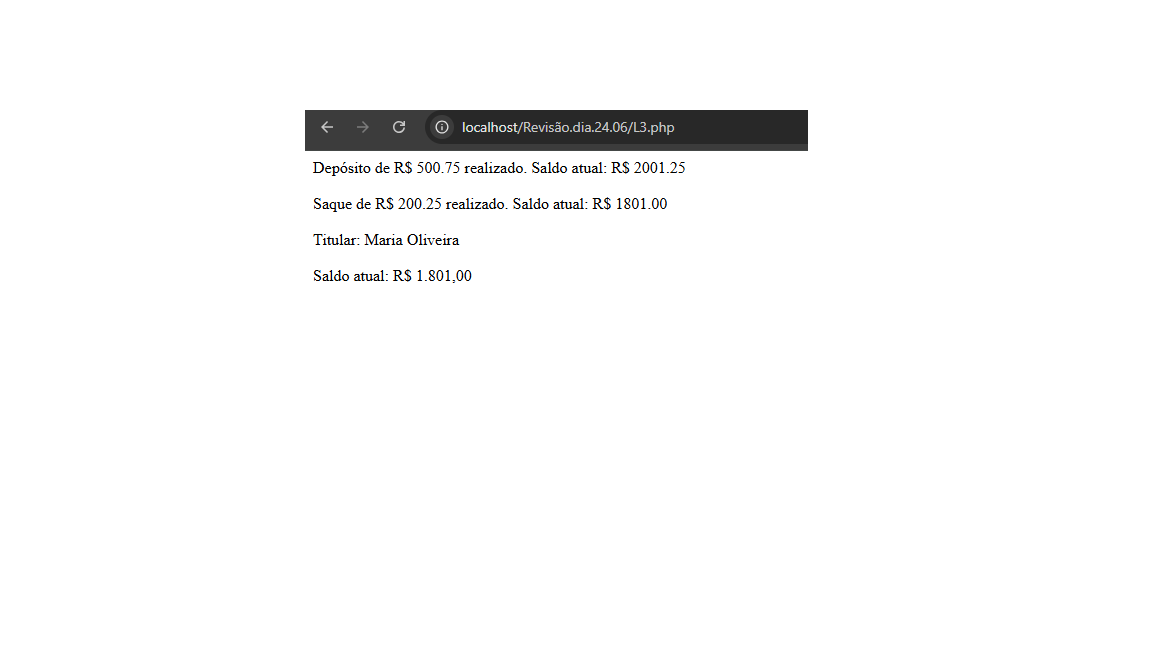 localhost/Revisão.dia.24.06/L3.php
Depósito de R$ 500.75 realizado. Saldo atual: R$ 2001.25
Saque de R$ 200.25 realizado. Saldo atual: R$ 1801.00
Titular: Maria Oliveira
Saldo atual: R$ 1.801,00